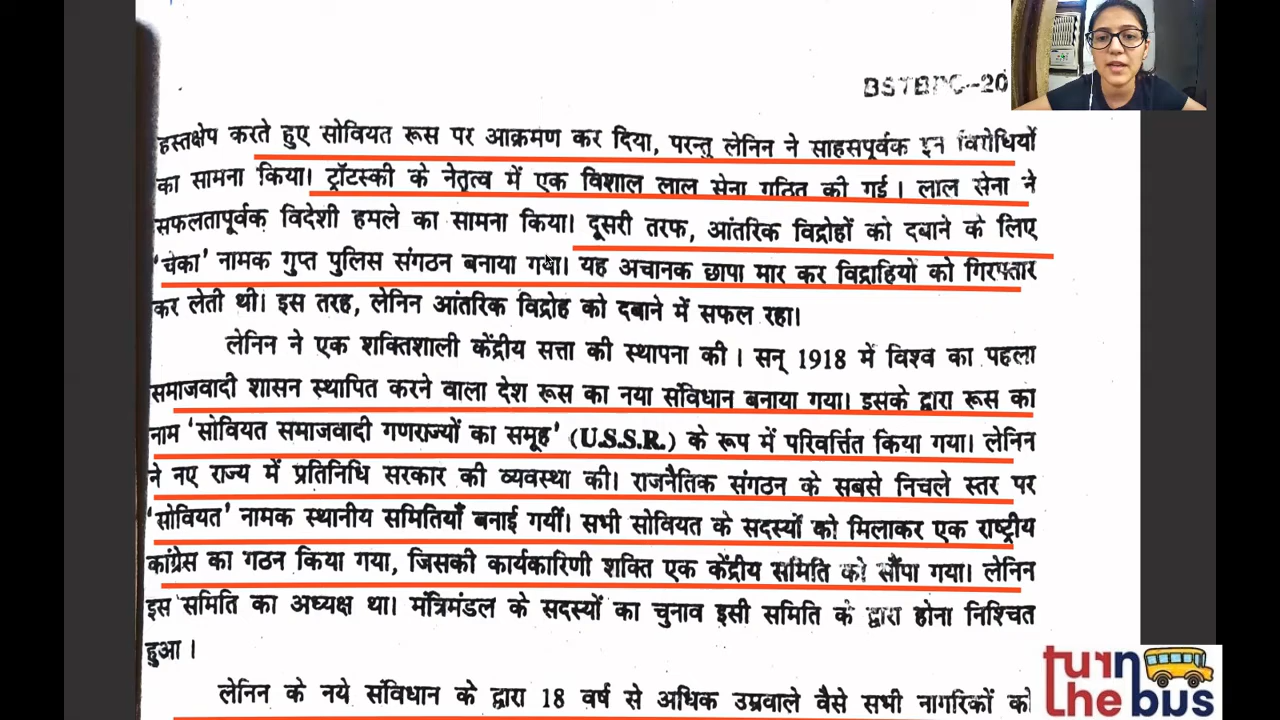 BSTBPC-20
हस्तक्षेप करते हुए सोवियत रूस पर आक्रमण कर दिया, परन्तु लेनिन ने साहसपूर्वक इन विरोधियों
का सामना किया। ट्रॉटस्की के नेतृत्व में एक विशाल लाल सेना गठित की गई। लाल सेना ने
सफलतापूर्वक विदेशी हमले का सामना किया। दूसरी तरफ, आंतरिक विद्रोहों को दबाने के लिए
'चेका' नामक गुप्त पुलिस संगठन बनाया गया। यह अचानक छापा मार कर विद्राहियो को गिरफ्तार
कर लेती थी। इस तरह, लेनिन आंतरिक विद्रोह को दबाने में सफल रहा।
लेनिन ने एक शक्तिशाली केंद्रीय सत्ता की स्थापना की। सन् 1918 में विश्व का पहला
समाजवादी शासन स्थापित करने वाला देश रूस का नया संविधान बनाया गया। इसके द्वारा रूस का
नाम 'सोवियत समाजवादी गणराज्यों का समूह' (U.S.S.R.) के रूप में परिवर्त्तित किया गया। लेनिन
ने नए राज्य में प्रतिनिधि सरकार की व्यवस्था की। राजनैतिक संगठन के सबसे निचले स्तर पर
'सोवियत' नामक स्थानीय समितियाँ बनाई गयीं। सभी सोवियत के सदस्यों को मिलाकर एक राष्ट्रीय
कांग्रेस का गठन किया गया, जिसकी कार्यकारिणी शक्ति एक केंद्रीय समिति को सौंपा गया। लेनिन
इस समिति का अध्यक्ष था। मंत्रिमंडल के सदस्यों का चुनाव इसी समिति के द्वारा होना निश्चित
हुआ।
लेनिन के नये संविधान के द्वारा 18 वर्ष से अधिक उम्रवाले वैसे सभी नागरिकों को
turn
the bus